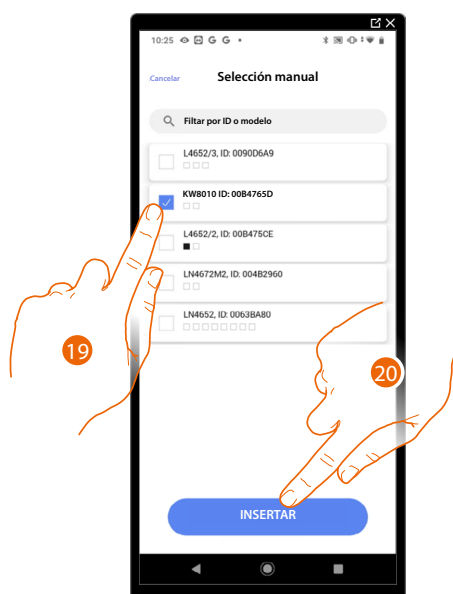 10:25 G G
Cancelar Selección manual
Filtar por ID o modelo
L4652/3, ID: 0090D6A9
KW8010 ID: 00B4765D
L4652/2, ID: 00B475CE
LN4672M2, ID: 004B2960
LN4652, ID: 0063BA80
19
20
INSERTAR